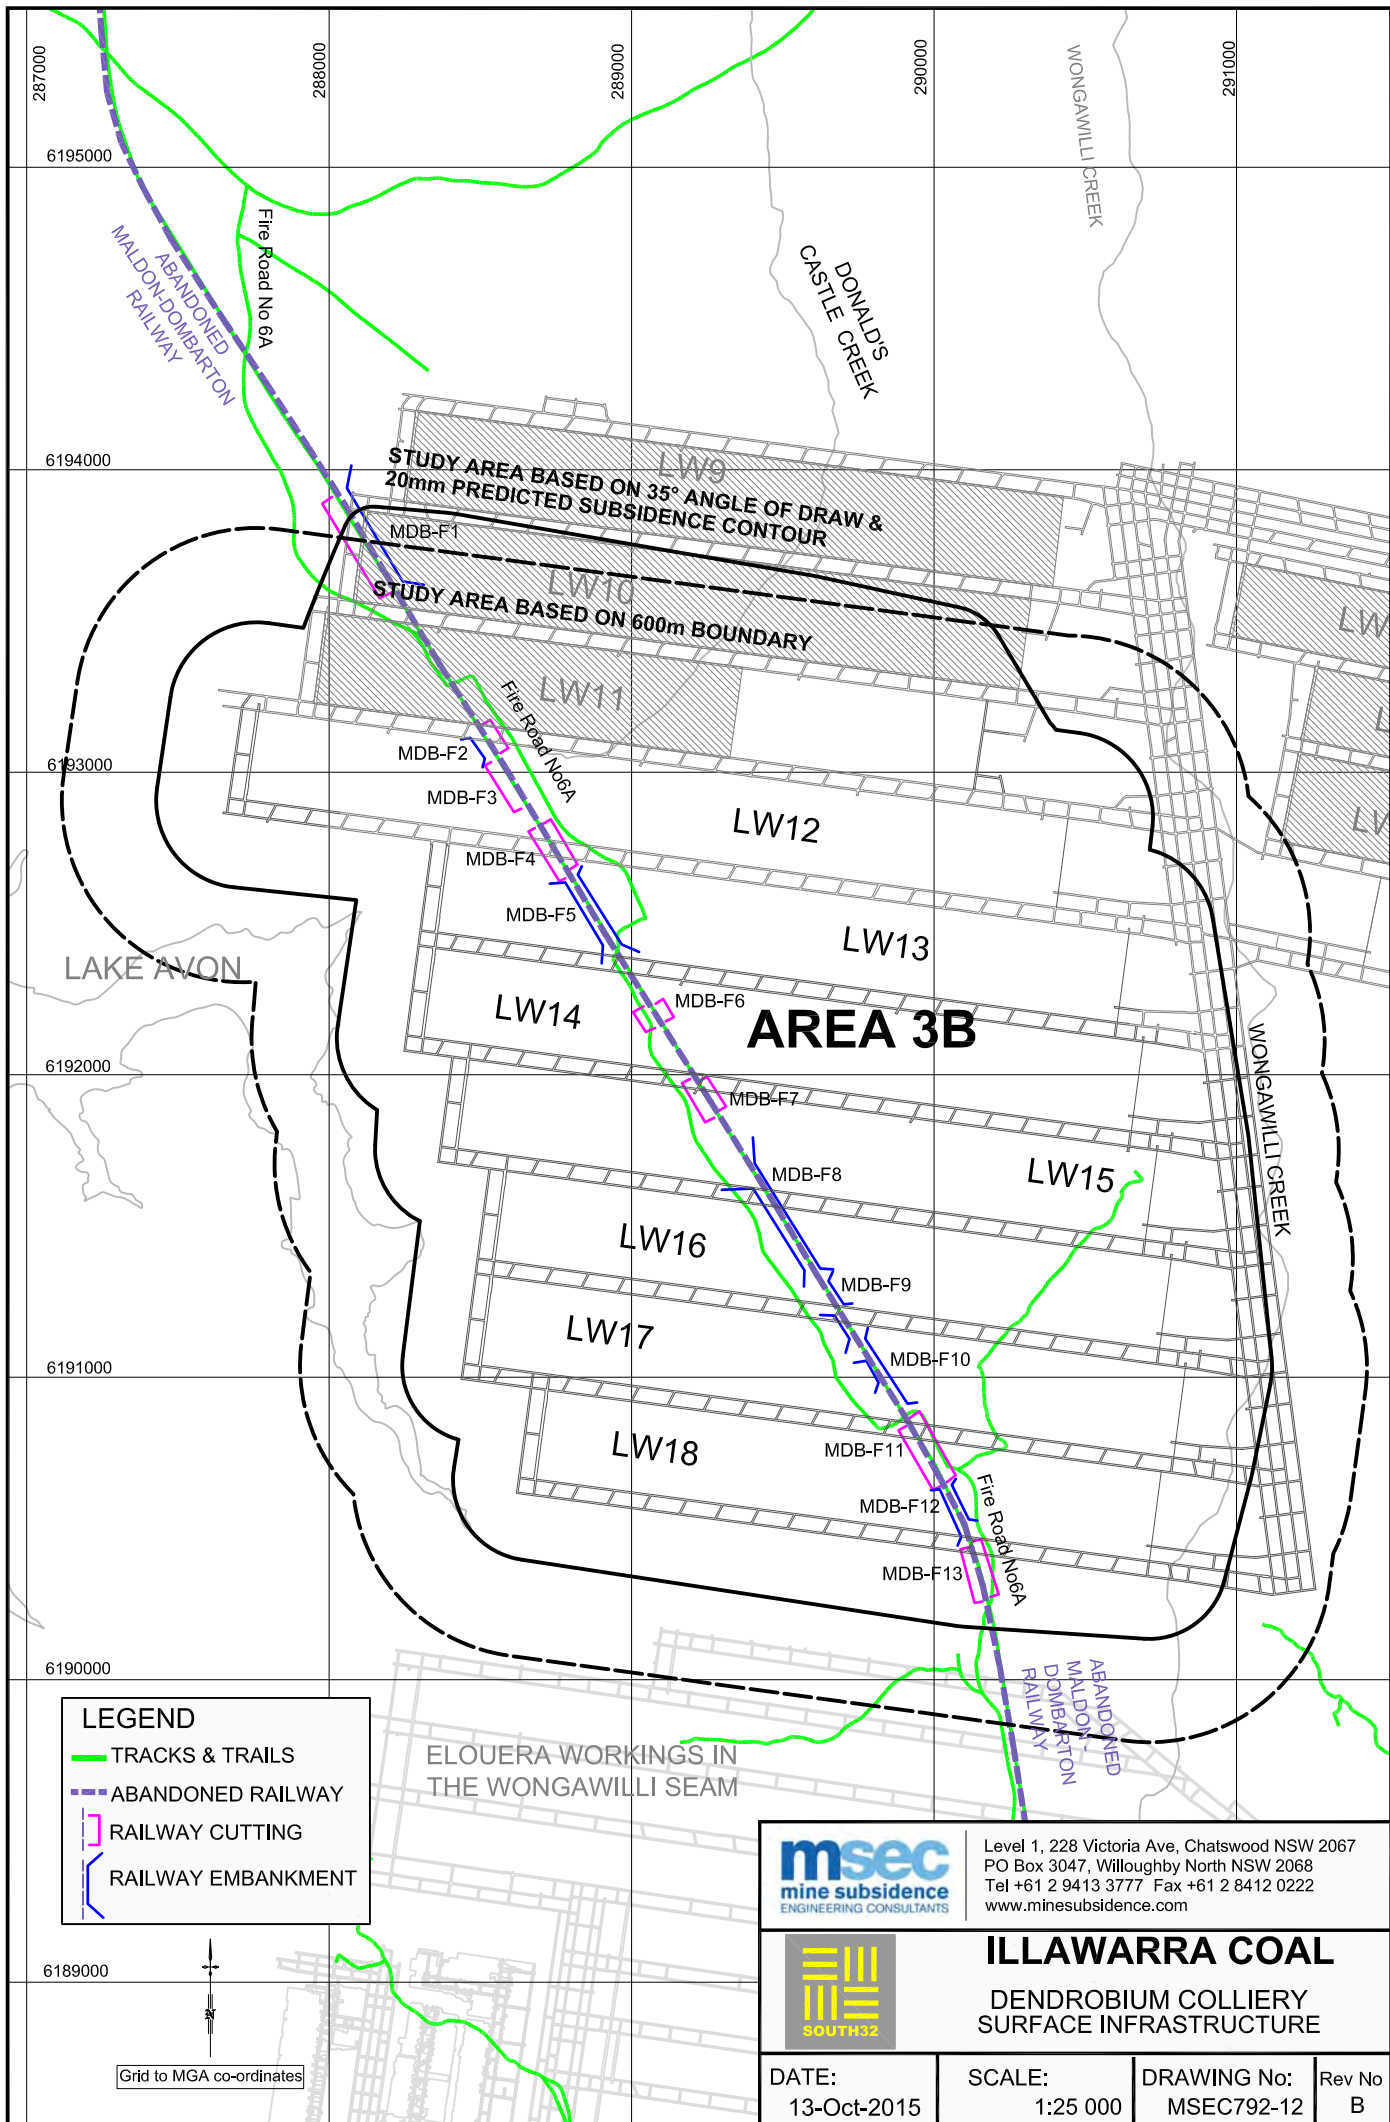 287000
288000
289000
290000
291000
WONGAWILLI CREEK
6195000
Fire Road No 6A
ABANDONED
MALDON-DOMBARTON
RAILWAY
DONALD'S
CASTLE CREEK
6194000
LW9
STUDY AREA BASED ON 35° ANGLE OF DRAW &
20mm PREDICTED SUBSIDENCE CONTOUR
MDB-F1
LW10
STUDY AREA BASED ON 600m BOUNDARY
LW
LW11
L
Fire Road No6A
MDB-F2
6193000
MDB-F3
LW12
LW
MDB-F4
MDB-F5
LW13
LAKE AVON
MDB-F6
LW14
AREA 3B
WONGAWILLI CREEK
6192000
MDB-F7
MDB-F8
LW15
LW16
MDB-F9
LW17
MDB-F10
6191000
LW18
MDB-F11
MDB-F12
Fire Road No6A
MDB-F13
6190000
ABANDONED
MALDON-
DOMBARTON
RAILWAY
LEGEND
TRACKS & TRAILS
ABANDONED RAILWAY
RAILWAY CUTTING
RAILWAY EMBANKMENT
ELOUERA WORKINGS IN
THE WONGAWILLI SEAM
6189000
N
Grid to MGA co-ordinates
msec
mine subsidence
ENGINEERING CONSULTANTS
Level 1, 228 Victoria Ave, Chatswood NSW 2067
PO Box 3047, Willoughby North NSW 2068
Tel +61 2 9413 3777 Fax +61 2 8412 0222
www.minesubsidence.com
SOUTH32
ILLAWARRA COAL
DENDROBIUM COLLIERY
SURFACE INFRASTRUCTURE
DATE:
13-Oct-2015
SCALE:
1:25 000
DRAWING No:
MSEC792-12
Rev No
B